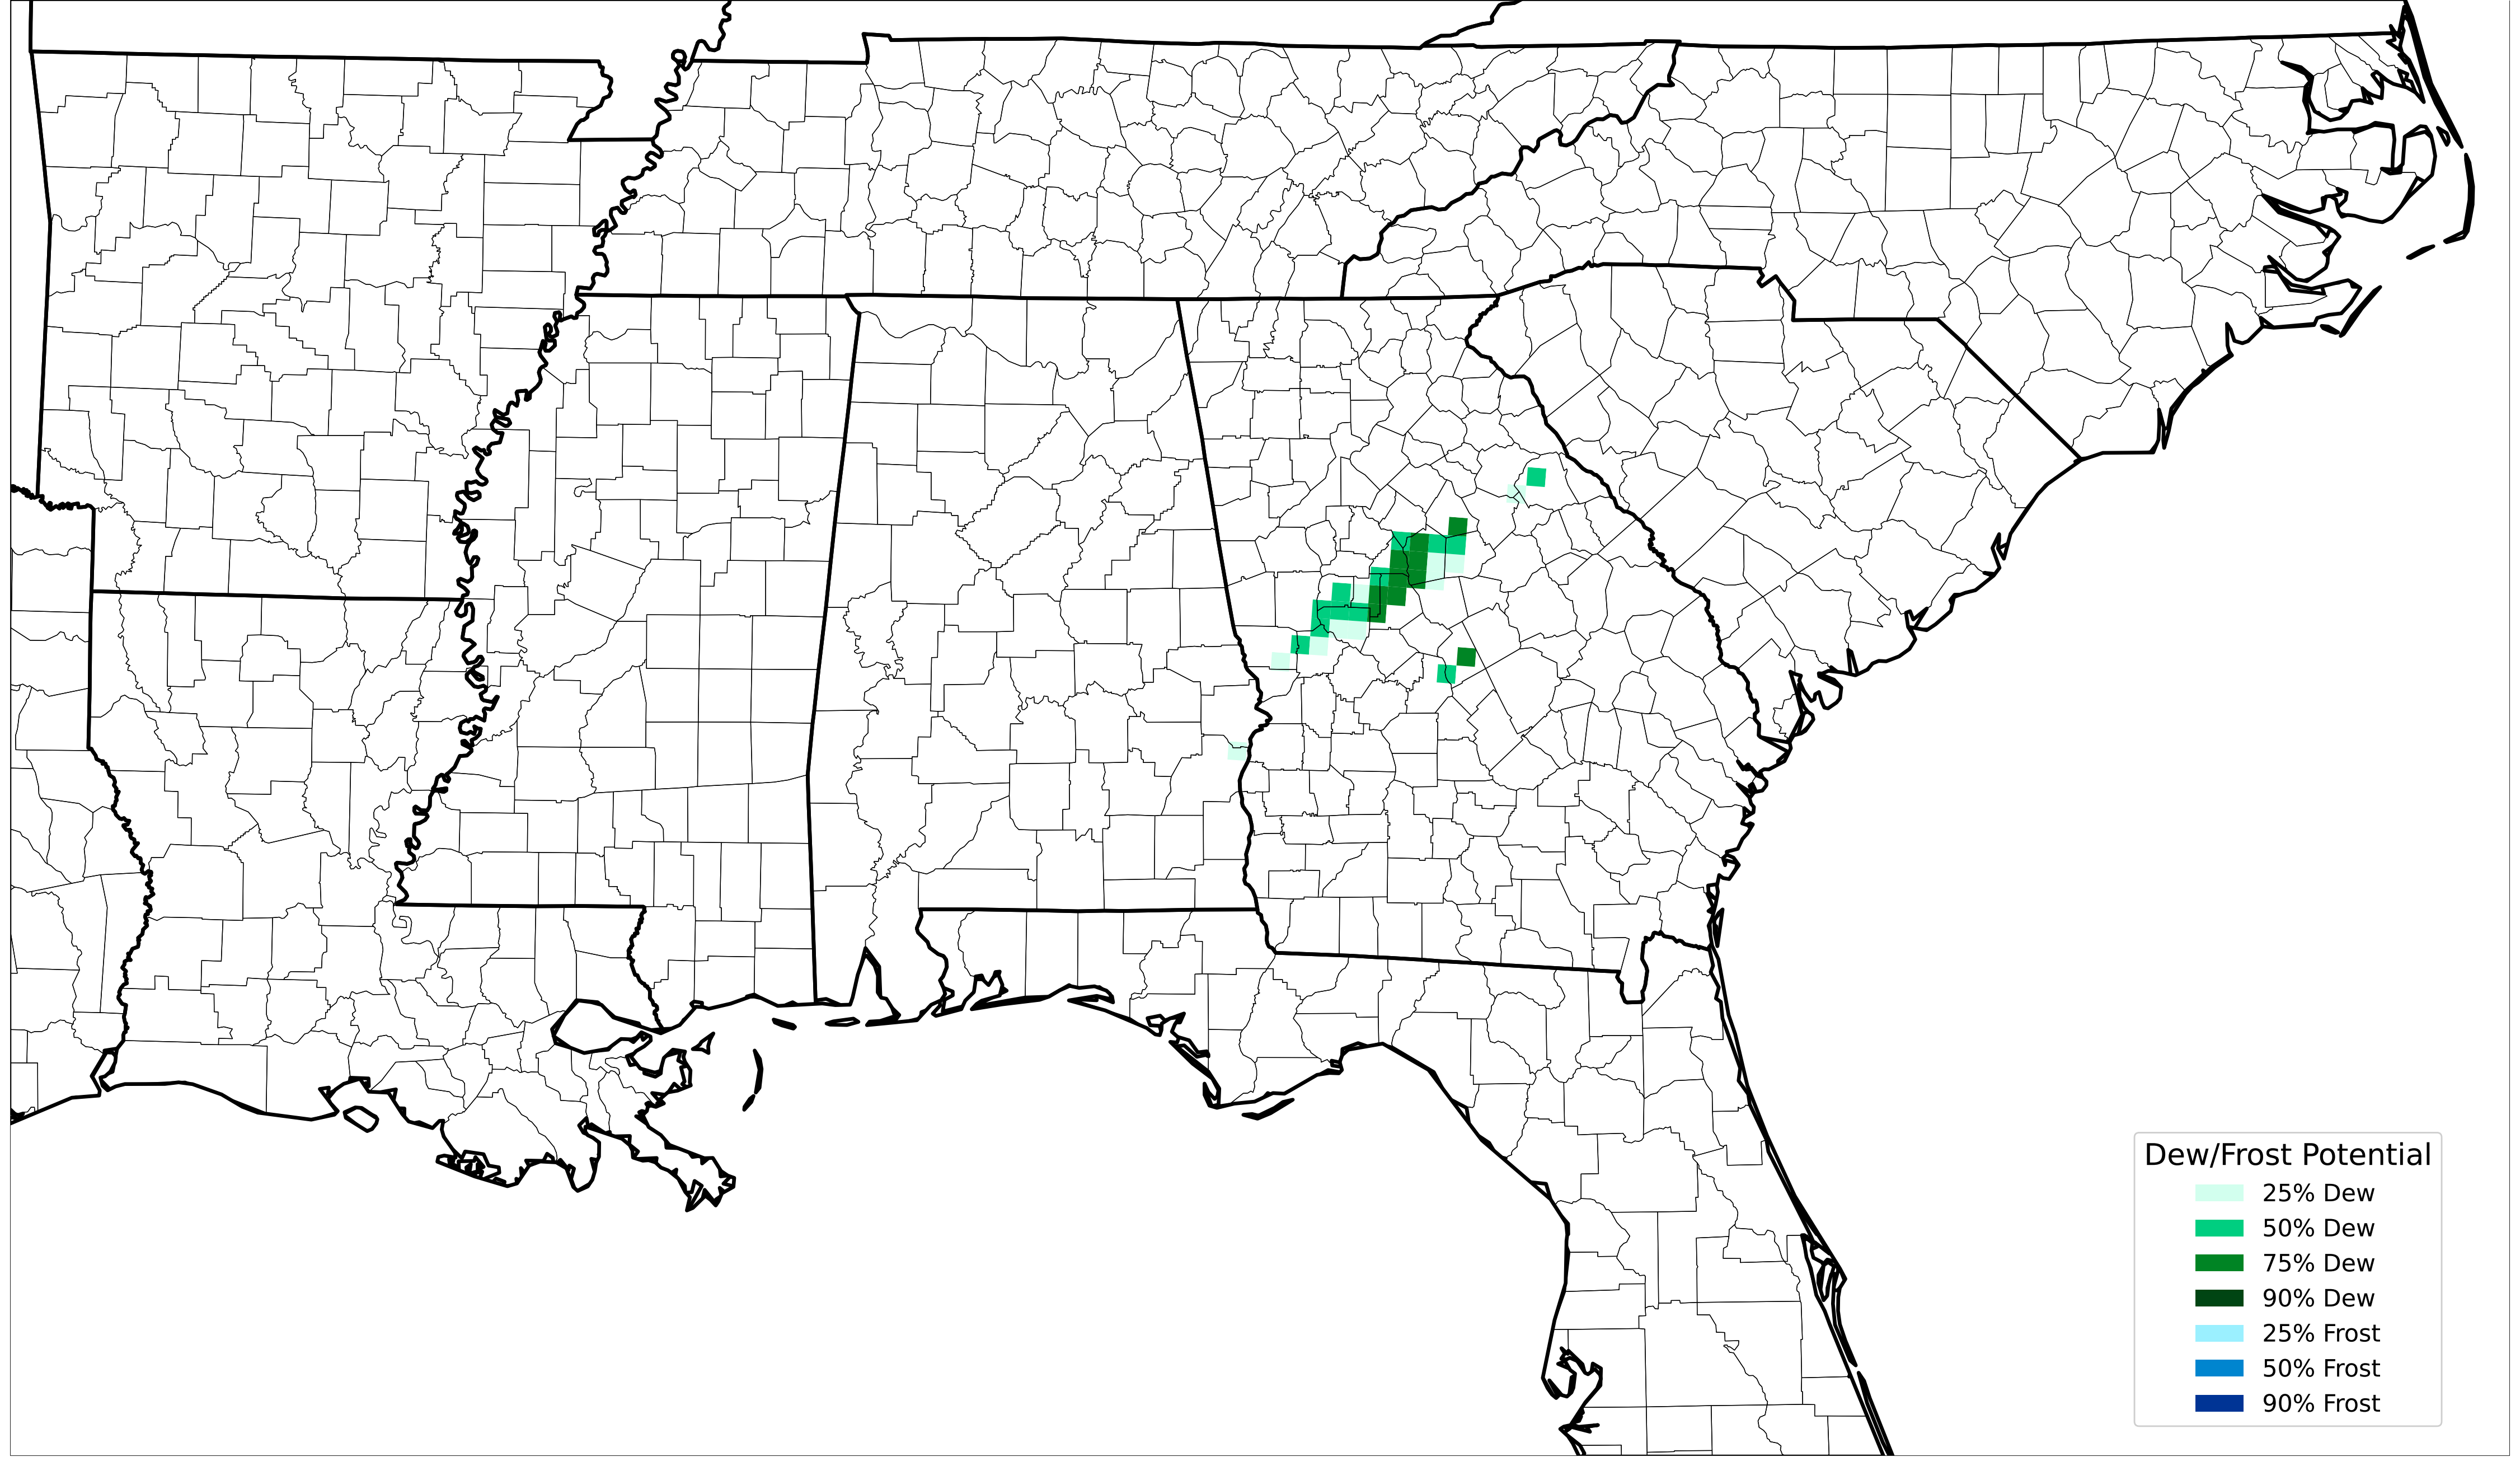 Dew/Frost Potential
25% Dew
50% Dew
75% Dew
90% Dew
25% Frost
50% Frost
90% Frost